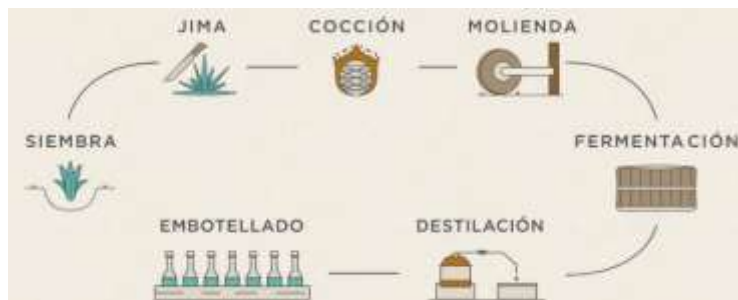 JIMA
COCCIÓN
MOLIENDA
SIEMBRA
FERMENTACIÓN
EMBOTELLADO
DESTILACIÓN